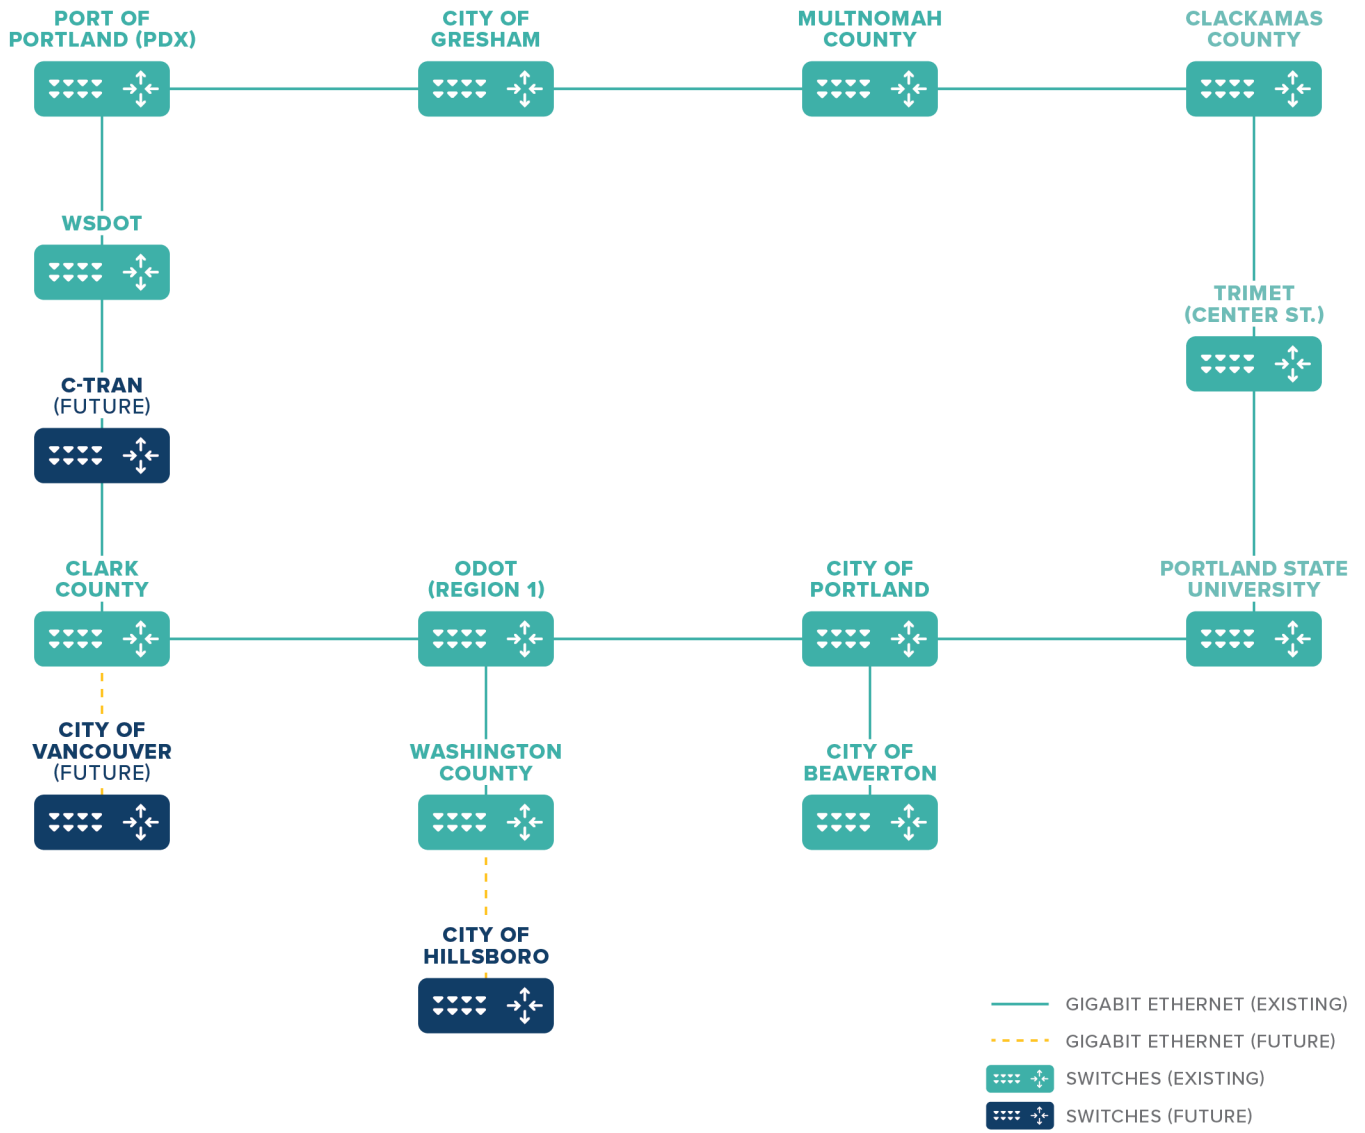 PORT OF
PORTLAND (PDX)
CITY OF
GRESHAM
MULTNOMAH
COUNTY
CLACKAMAS
COUNTY
WSDOT
TRIMET
(CENTER ST.)
C-TRAN
(FUTURE)
CLARK
COUNTY
ODOT
(REGION 1)
CITY OF
PORTLAND
PORTLAND STATE
UNIVERSITY
CITY OF
VANCOUVER
(FUTURE)
WASHINGTON
COUNTY
CITY OF
BEAVERTON
CITY OF
HILLSBORO
GIGABIT ETHERNET (EXISTING)
GIGABIT ETHERNET (FUTURE)
SWITCHES (EXISTING)
SWITCHES (FUTURE)